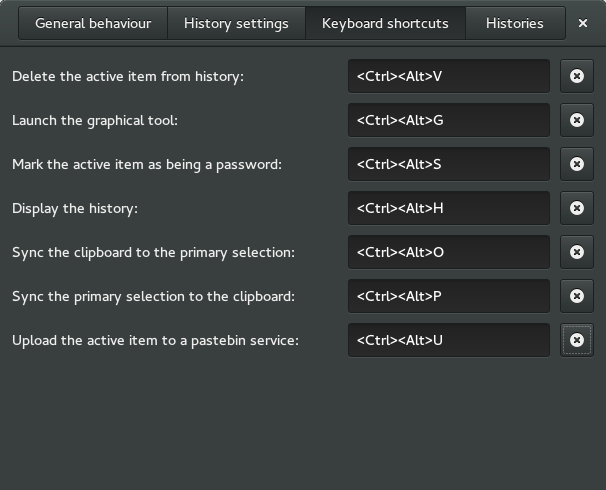 General behaviour History settings Keyboard shortcuts Histories
Delete the active item from history: <Ctrl><Alt>V
Launch the graphical tool: <Ctrl><Alt>G
Mark the active item as being a password: <Ctrl><Alt>S
Display the history: <Ctrl><Alt>H
Sync the clipboard to the primary selection: <Ctrl><Alt>O
Sync the primary selection to the clipboard: <Ctrl><Alt>P
Upload the active item to a pastebin service: <Ctrl><Alt>U